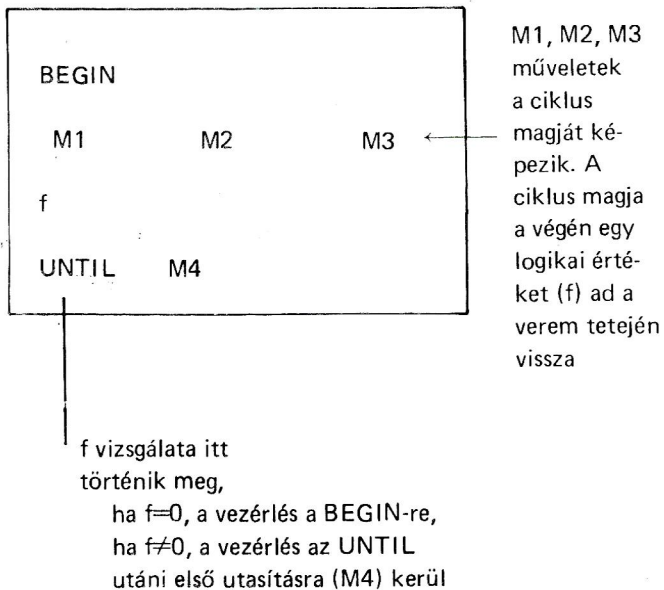 BEGIN
M1 M2 M3
f
UNTIL M4
M1, M2, M3
műveletek
a ciklus
magját ké-
pezik. A
ciklus magja
a végén egy
logikai érté-
ket (f) ad a
verem tetején
vissza
f vizsgálata itt
történik meg,
ha f=0, a vezérlés a BEGIN-re,
ha f≠0, a vezérlés az UNTIL
utáni első utasításra (M4) kerül